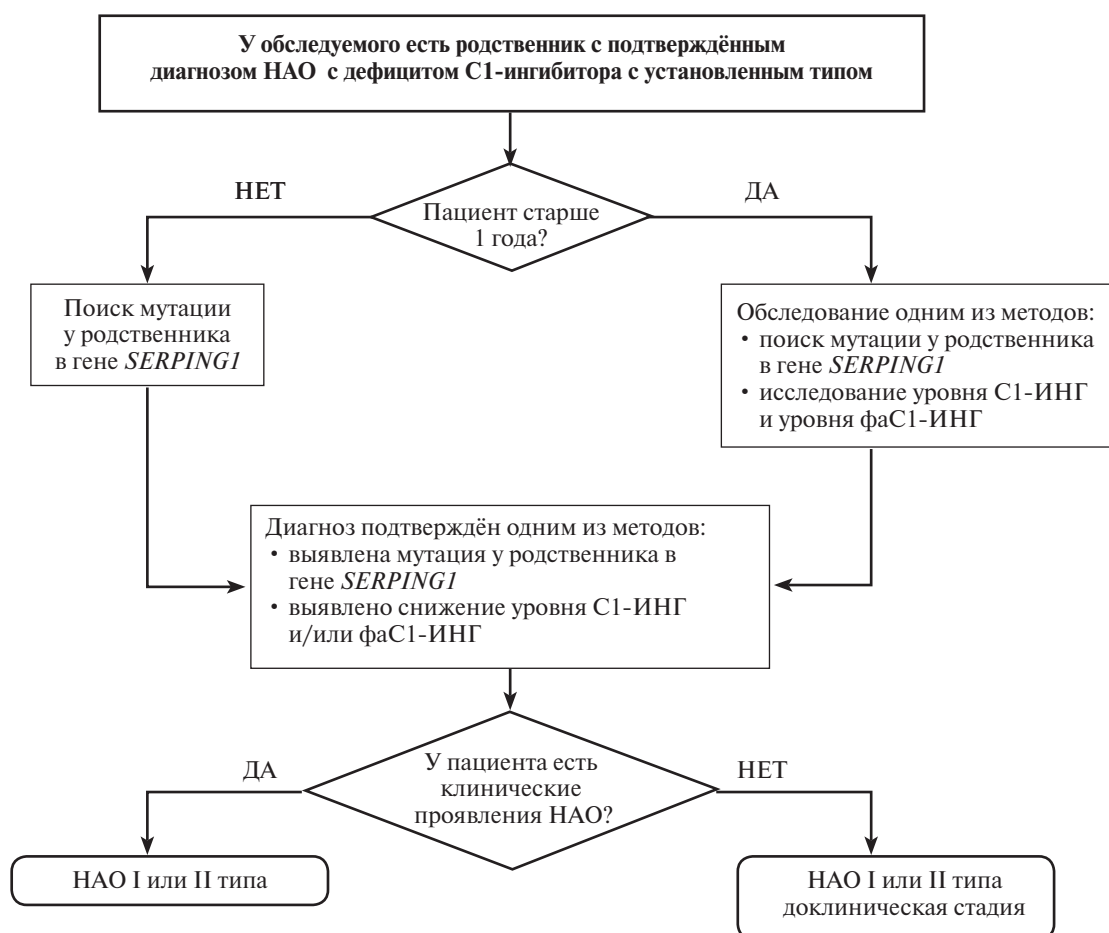 У обследуемого есть родственник с подтверждённым
диагнозом НАО с дефицитом С1-ингибитора с установленным типом
НЕТ
ДА
Пациент старше
1 года?
Поиск мутации
у родственника
в гене SERPING1
Обследование одним из методов:
• поиск мутации у родственника
в гене SERPING1
• исследование уровня С1-ИНГ
и уровня фаС1-ИНГ
Диагноз подтверждён одним из методов:
• выявлена мутация у родственника в
гене SERPING1
• выявлено снижение уровня С1-ИНГ
и/или фаС1-ИНГ
ДА
НЕТ
У пациента есть
клинические
проявления НАО?
НАО I или II типа
НАО I или II типа
доклиническая стадия